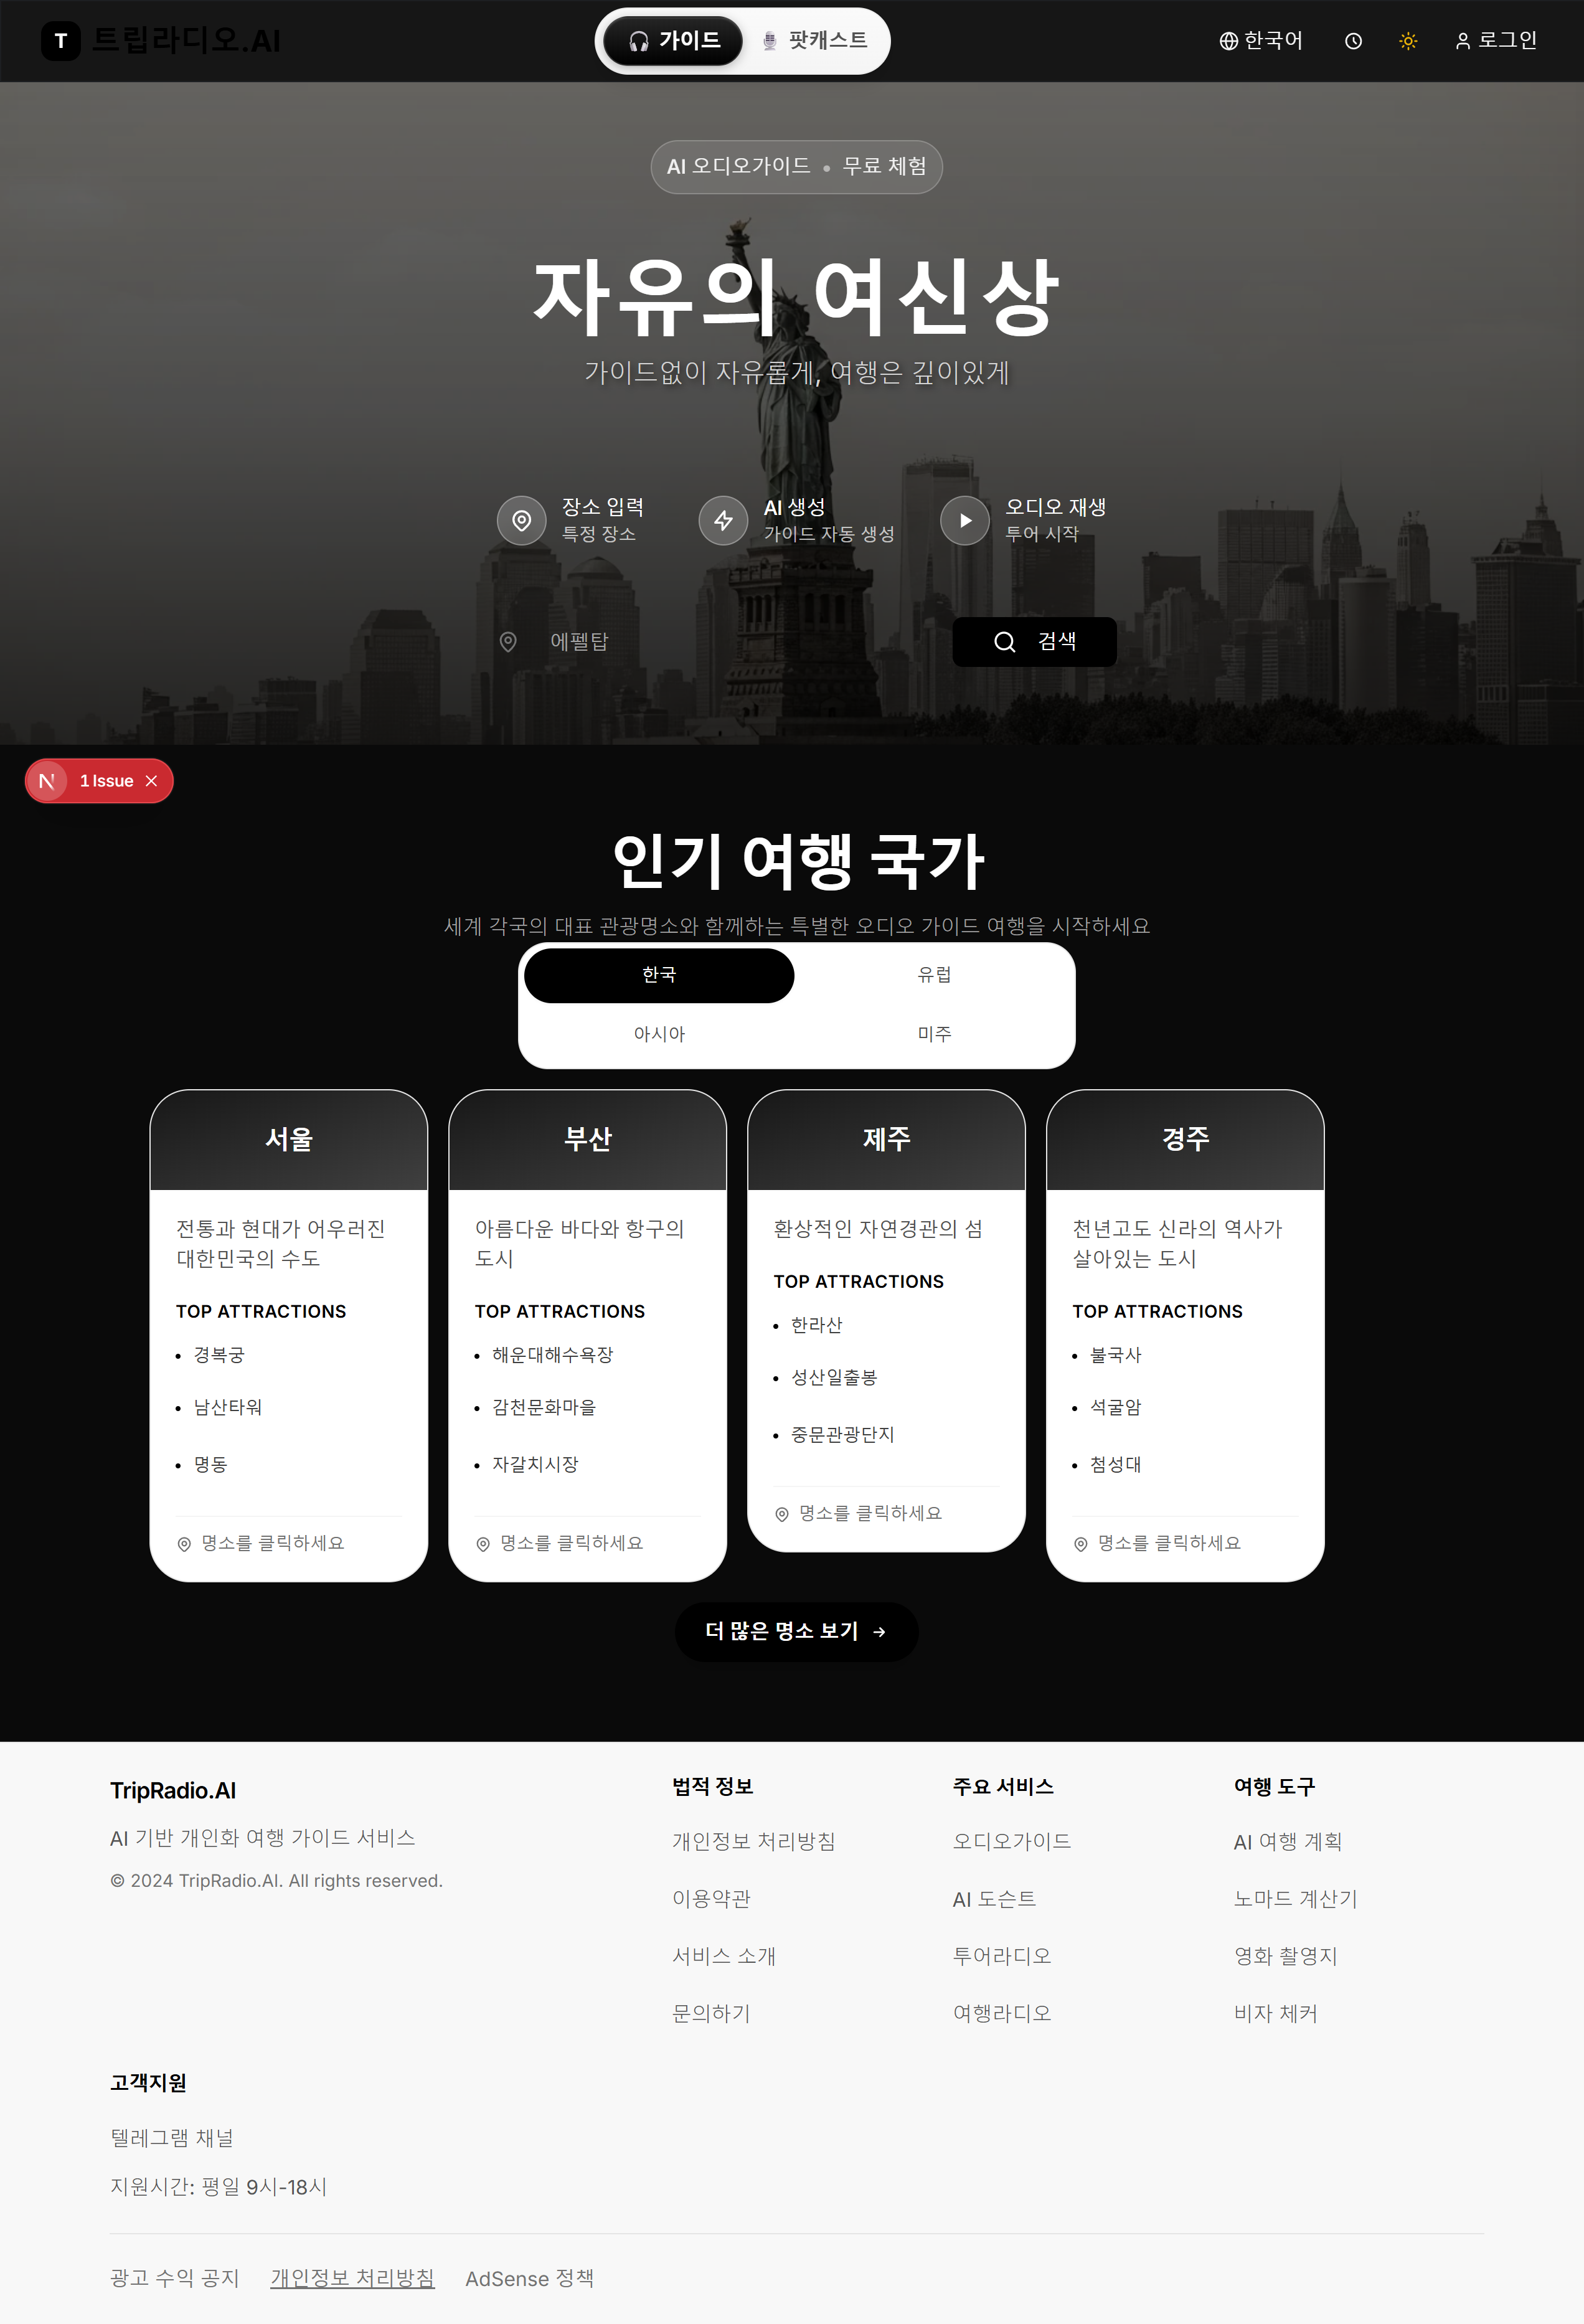 T 트립라디오.AI
가이드
팟캐스트
한국어
로그인
AI 오디오가이드 • 무료 체험
자유의 여신상
가이드없이 자유롭게, 여행은 깊이있게
장소 입력
특정 장소
AI 생성
가이드 자동 생성
오디오 재생
투어 시작
에펠탑
검색
N 1 Issue
인기 여행 국가
세계 각국의 대표 관광명소와 함께하는 특별한 오디오 가이드 여행을 시작하세요
한국
유럽
아시아
미주
서울
전통과 현대가 어우러진
대한민국의 수도
TOP ATTRACTIONS
• 경복궁
• 남산타워
• 명동
명소를 클릭하세요
부산
아름다운 바다와 항구의
도시
TOP ATTRACTIONS
• 해운대해수욕장
• 감천문화마을
• 자갈치시장
명소를 클릭하세요
제주
환상적인 자연경관의 섬
TOP ATTRACTIONS
• 한라산
• 성산일출봉
• 중문관광단지
명소를 클릭하세요
경주
천년고도 신라의 역사가
살아있는 도시
TOP ATTRACTIONS
• 불국사
• 석굴암
• 첨성대
명소를 클릭하세요
더 많은 명소 보기 →
TripRadio.AI
AI 기반 개인화 여행 가이드 서비스
© 2024 TripRadio.AI. All rights reserved.
법적 정보
개인정보 처리방침
이용약관
서비스 소개
문의하기
주요 서비스
오디오가이드
AI 도슨트
투어라디오
여행라디오
여행 도구
AI 여행 계획
노마드 계산기
영화 촬영지
비자 체커
고객지원
텔레그램 채널
지원시간: 평일 9시-18시
광고 수익 공지
개인정보 처리방침
AdSense 정책